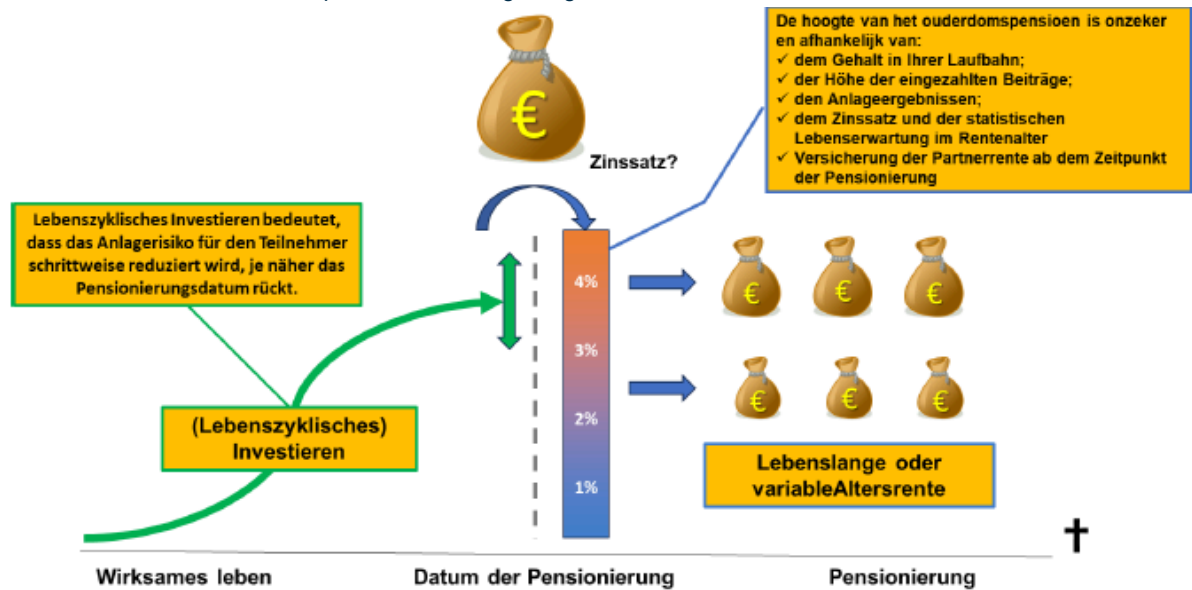 De hoogte van het ouderdomspensioen is onzeker
en afhankelijk van:
✓ dem Gehalt in Ihrer Laufbahn;
✓ der Höhe der eingezahlten Beiträge;
✓ den Anlageergebnissen;
✓ dem Zinssatz und der statistischen
Lebenserwartung im Rentenalter
✓ Versicherung der Partnerrente ab dem Zeitpunkt
der Pensionierung
€
Zinssatz?
Lebenszyklisches Investieren bedeutet,
dass das Anlagerisiko für den Teilnehmer
schrittweise reduziert wird, je näher das
Pensionierungsdatum rückt.
4%
€ € €
3%
€ € €
2%
(Lebenszyklisches)
Investieren
Lebenslange oder
variableAltersrente
1%
Wirksames leben
Datum der Pensionierung
Pensionierung